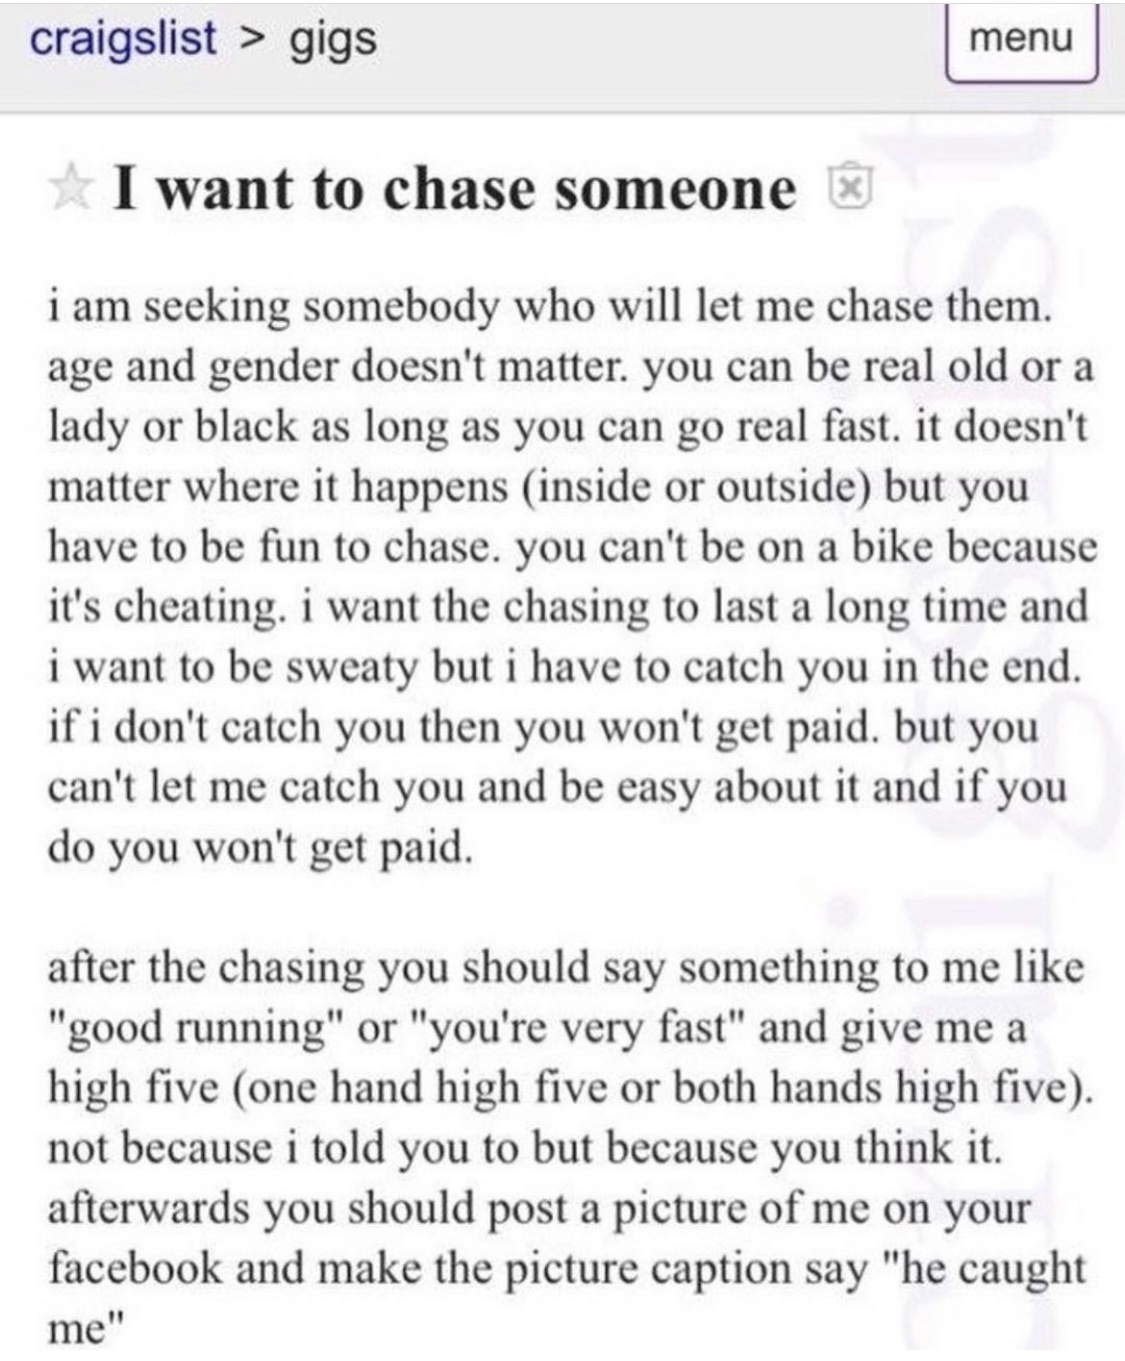 craigslist > gigs
menu
I want to chase someone
i am seeking somebody who will let me chase them.
age and gender doesn't matter. you can be real old or a
lady or black as long as you can go real fast. it doesn't
matter where it happens (inside or outside) but you
have to be fun to chase. you can't be on a bike because
it's cheating. i want the chasing to last a long time and
i want to be sweaty but i have to catch you in the end.
if i don't catch you then you won't get paid. but you
can't let me catch you and be easy about it and if you
do you won't get paid.
after the chasing you should say something to me like
"good running" or "you're very fast" and give me a
high five (one hand high five or both hands high five).
not because i told you to but because you think it.
afterwards you should post a picture of me on your
facebook and make the picture caption say "he caught
me"
craigslist